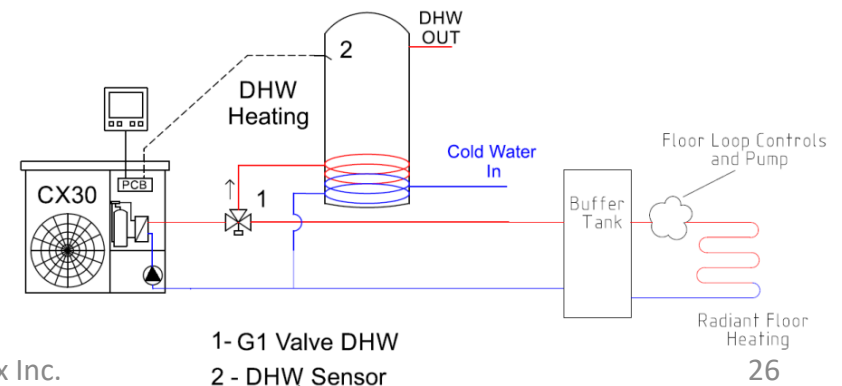 DHW
OUT
2
DHW
Heating
Cold Water
In
Floor Loop Controls
and Pump
PCB
CX30
1
Buffer
Tank
Radiant Floor
Heating
1- G1 Valve DHW
2 - DHW Sensor
x Inc.
26